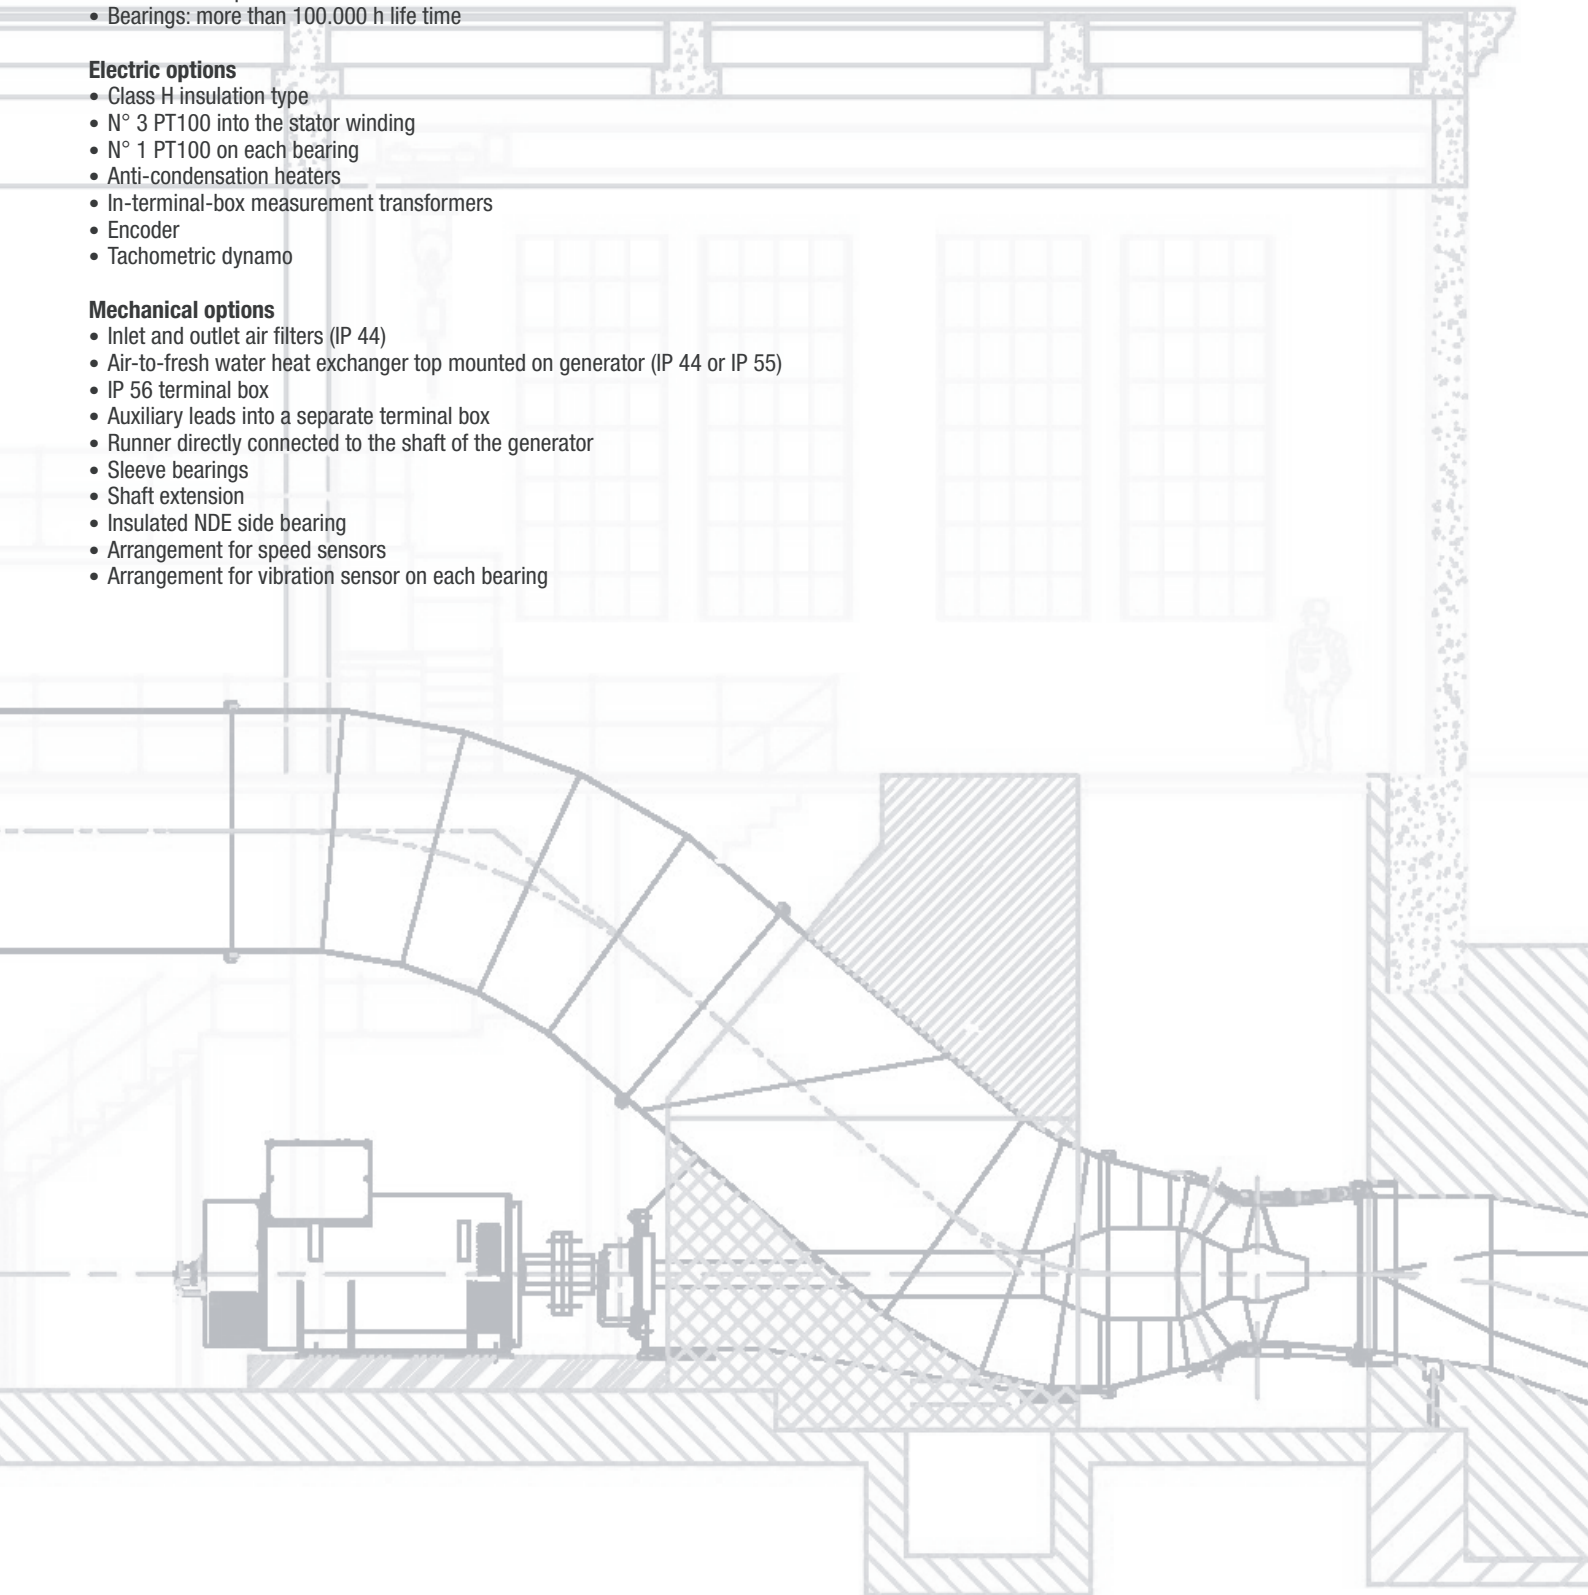 • Bearings: more than 100.000 h life time
Electric options
• Class H insulation type
• N° 3 PT100 into the stator winding
• N° 1 PT100 on each bearing
• Anti-condensation heaters
• In-terminal-box measurement transformers
• Encoder
• Tachometric dynamo
Mechanical options
• Inlet and outlet air filters (IP 44)
• Air-to-fresh water heat exchanger top mounted on generator (IP 44 or IP 55)
• IP 56 terminal box
• Auxiliary leads into a separate terminal box
• Runner directly connected to the shaft of the generator
• Sleeve bearings
• Shaft extension
• Insulated NDE side bearing
• Arrangement for speed sensors
• Arrangement for vibration sensor on each bearing